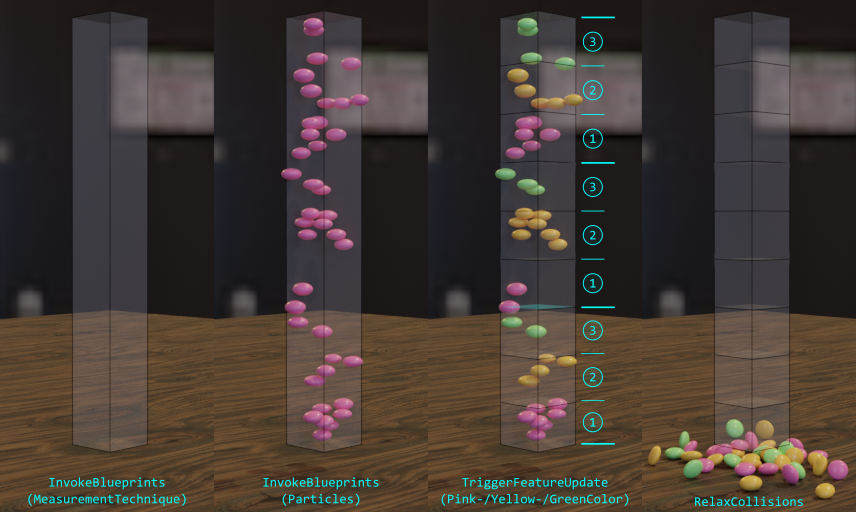 3
2
1
3
2
1
3
2
1
InvokeBlueprints
(MeasurementTechnique)
InvokeBlueprints
(Particles)
TriggerFeatureUpdate
(Pink-/Yellow-/GreenColor)
RelaxCollisions